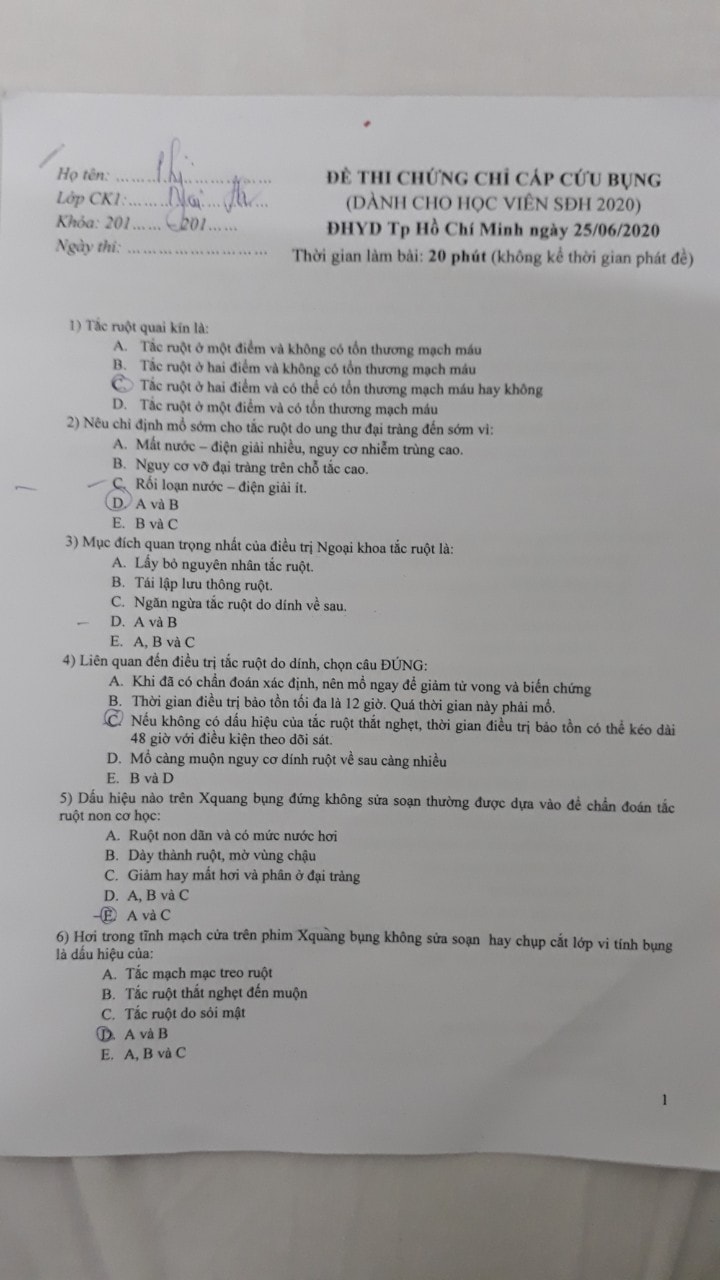 Họ tên: ..........................
Lớp CK1:..........................
Khóa: 201...... 201......
Ngày thi: ..........................
ĐỀ THI CHỨNG CHỈ CẤP CỨU BỤNG
(DÀNH CHO HỌC VIÊN SĐH 2020)
ĐHYD Tp Hồ Chí Minh ngày 25/06/2020
Thời gian làm bài: 20 phút (không kể thời gian phát đề)
1) Tắc ruột quai kín là:
A. Tắc ruột ở một điểm và không có tổn thương mạch máu
B. Tắc ruột ở hai điểm và không có tổn thương mạch máu
C. Tắc ruột ở hai điểm và có thể có tổn thương mạch máu hay không
D. Tắc ruột ở một điểm và có tổn thương mạch máu
2) Nêu chỉ định mổ sớm cho tắc ruột do ung thư đại tràng đến sớm vì:
A. Mất nước – điện giải nhiều, nguy cơ nhiễm trùng cao.
B. Nguy cơ vỡ đại tràng trên chỗ tắc cao.
C. Rối loạn nước – điện giải ít.
D. A và B
E. B và C
3) Mục đích quan trọng nhất của điều trị Ngoại khoa tắc ruột là:
A. Lấy bỏ nguyên nhân tắc ruột.
B. Tái lập lưu thông ruột.
C. Ngăn ngừa tắc ruột do dính về sau.
D. A và B
E. A, B và C
4) Liên quan đến điều trị tắc ruột do dính, chọn câu ĐÚNG:
A. Khi đã có chẩn đoán xác định, nên mổ ngay để giảm tử vong và biến chứng
B. Thời gian điều trị bảo tồn tối đa là 12 giờ. Quá thời gian này phải mổ.
C. Nếu không có dấu hiệu của tắc ruột thắt nghẹt, thời gian điều trị bảo tồn có thể kéo dài
48 giờ với điều kiện theo dõi sát.
D. Mổ càng muộn nguy cơ dính ruột về sau càng nhiều
E. B và D
5) Dấu hiệu nào trên Xquang bụng đứng không sửa soạn thường được dựa vào để chẩn đoán tắc
ruột non cơ học:
A. Ruột non dãn và có mức nước hơi
B. Dày thành ruột, mờ vùng chậu
C. Giảm hay mất hơi và phân ở đại tràng
D. A, B và C
E. A và C
6) Hơi trong tĩnh mạch cửa trên phim Xquang bụng không sửa soạn hay chụp cắt lớp vi tính bụng
là dấu hiệu của:
A. Tắc mạch mạc treo ruột
B. Tắc ruột thắt nghẹt đến muộn
C. Tắc ruột do sỏi mật
D. A và B
E. A, B và C
1